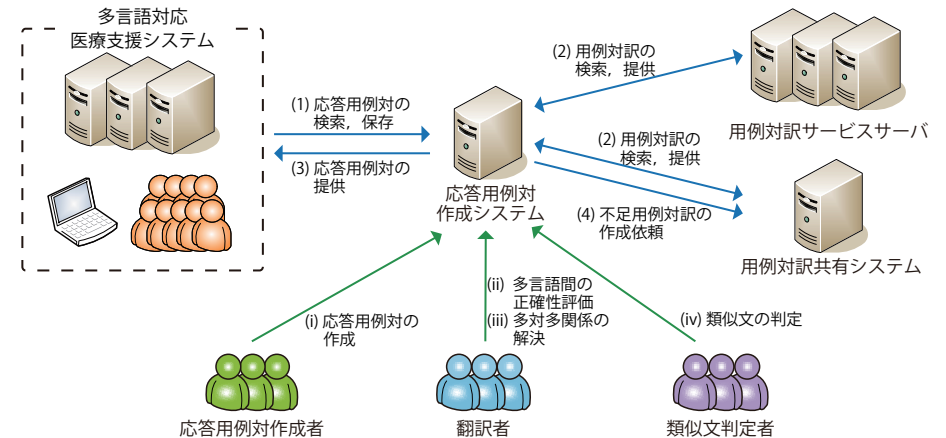 多言語対応
医療支援システム
(1) 応答用例対の
検索，保存
(3) 応答用例対の
提供
応答用例対
作成システム
(2) 用例対訳の
検索，提供
用例対訳サービスサーバ
(2) 用例対訳の
検索，提供
(4) 不足用例対訳の
作成依頼
用例対訳共有システム
(i) 応答用例対の
作成
(ii) 多言語間の
正確性評価
(iii) 多対多関係の
解決
(iv) 類似文の判定
応答用例対作成者
翻訳者
類似文判定者